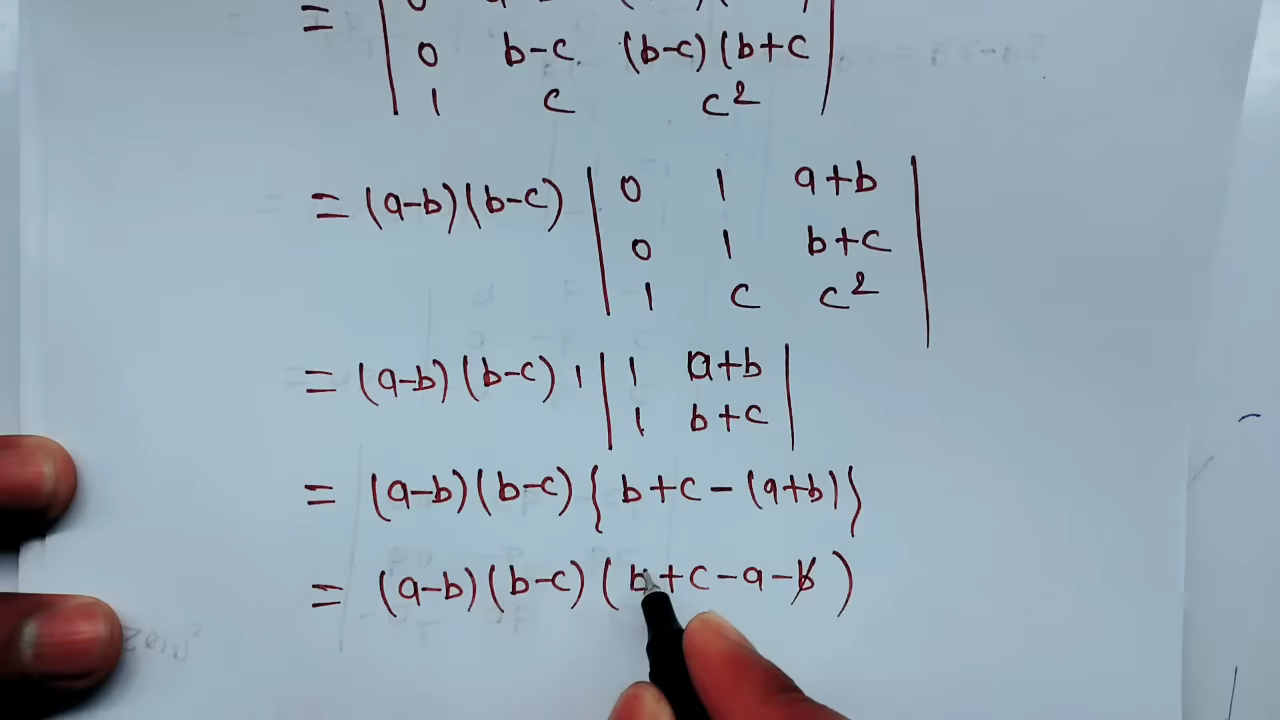 =
0 b-c (b-c)(b+c
1 c c²
= (a-b)(b-c) | 0 1 a+b |
0 1 b+c
1 c c²
= (a-b)(b-c) 1 | 1 a+b |
1 b+c
= (a-b)(b-c) { b+c-(a+b) }
= (a-b)(b-c) (b+c-a-b)